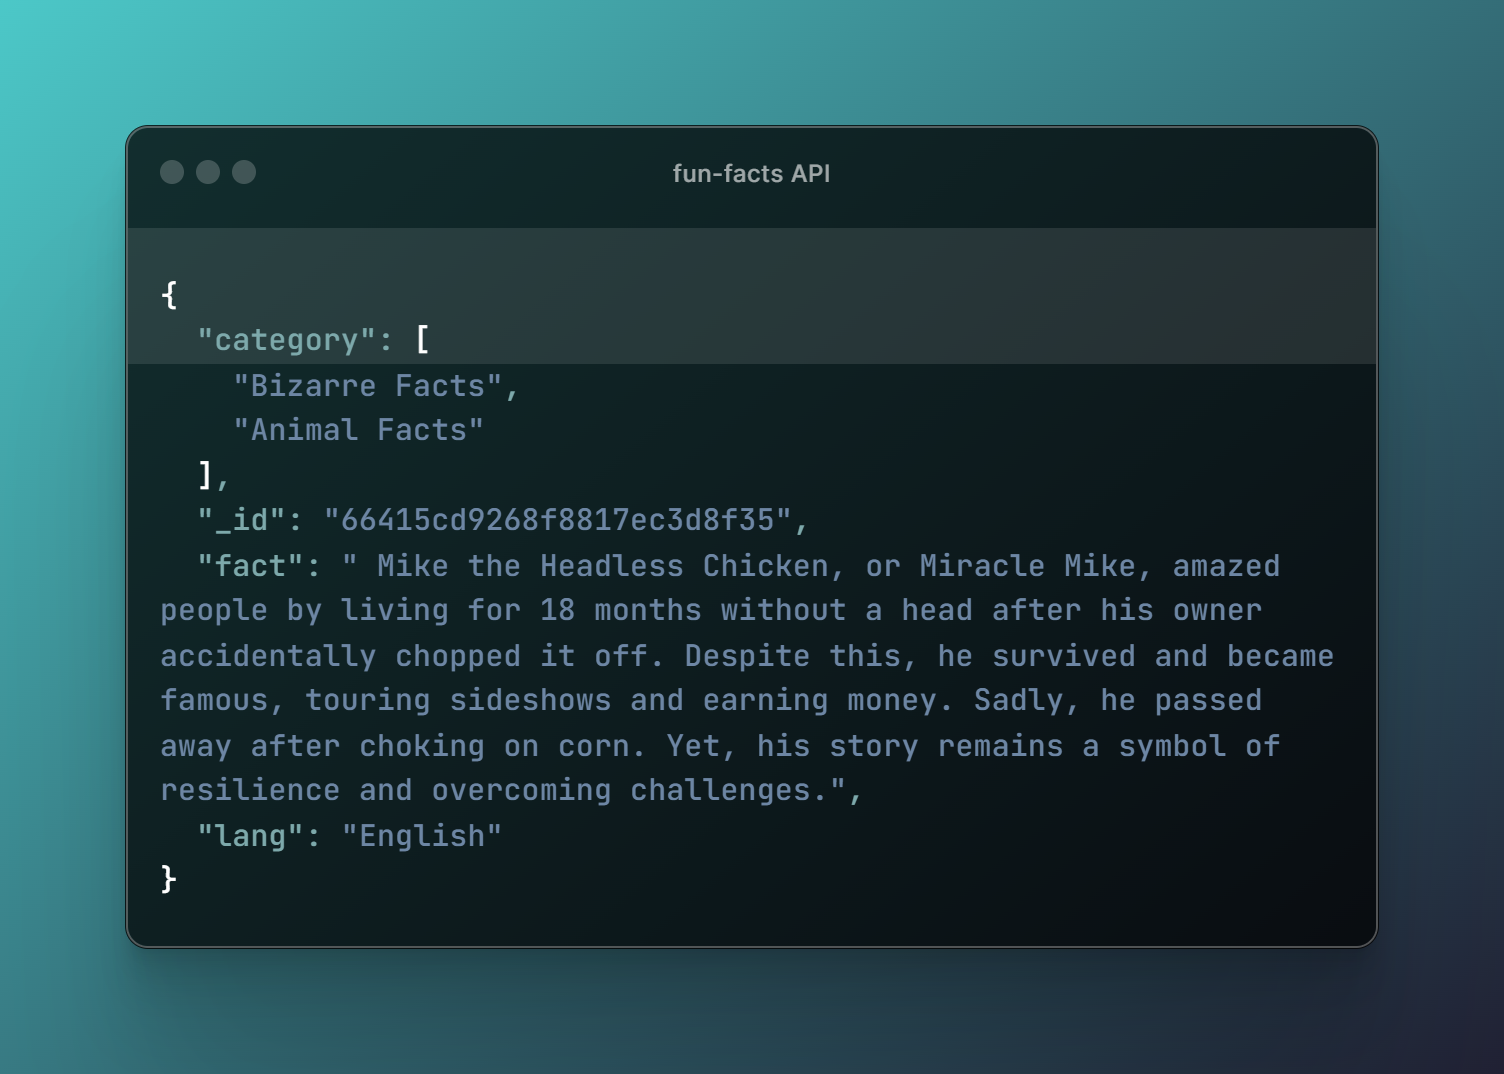 fun-facts API
{
  "category": [
    "Bizarre Facts",
    "Animal Facts"
  ],
  "_id": "66415cd9268f8817ec3d8f35",
  "fact": " Mike the Headless Chicken, or Miracle Mike, amazed
people by living for 18 months without a head after his owner
accidentally chopped it off. Despite this, he survived and became
famous, touring sideshows and earning money. Sadly, he passed
away after choking on corn. Yet, his story remains a symbol of
resilience and overcoming challenges.",
  "lang": "English"
}